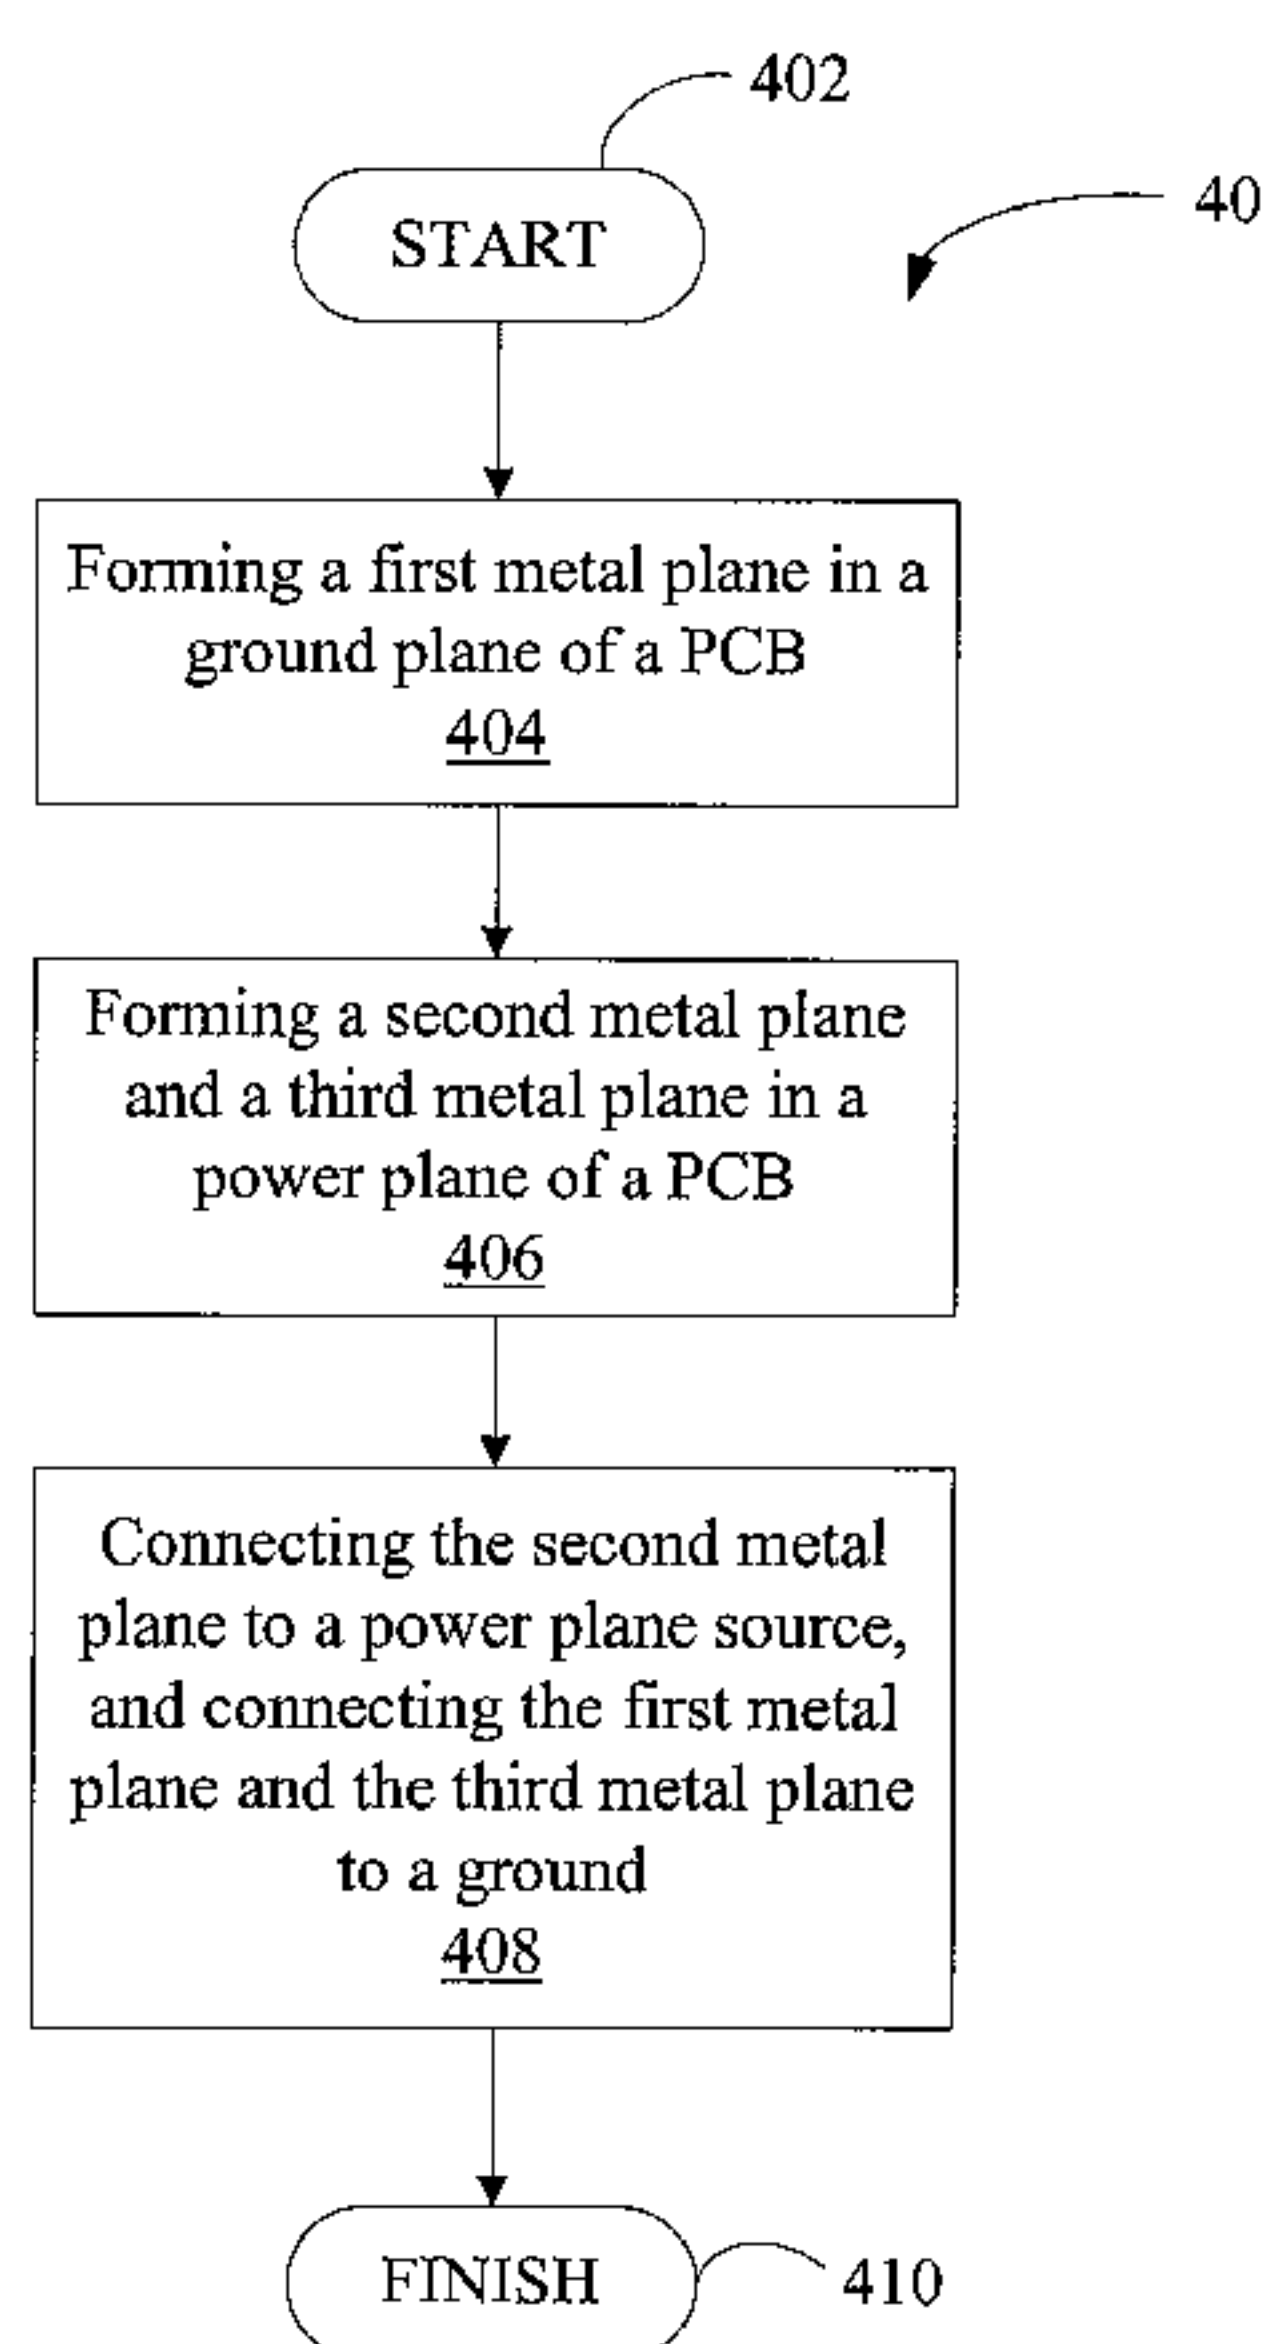 402
40
START
Forming a first metal plane in a
ground plane of a PCB
404
Forming a second metal plane
and a third metal plane in a
power plane of a PCB
406
Connecting the second metal
plane to a power plane source,
and connecting the first metal
plane and the third metal plane
to a ground
408
FINISH
410